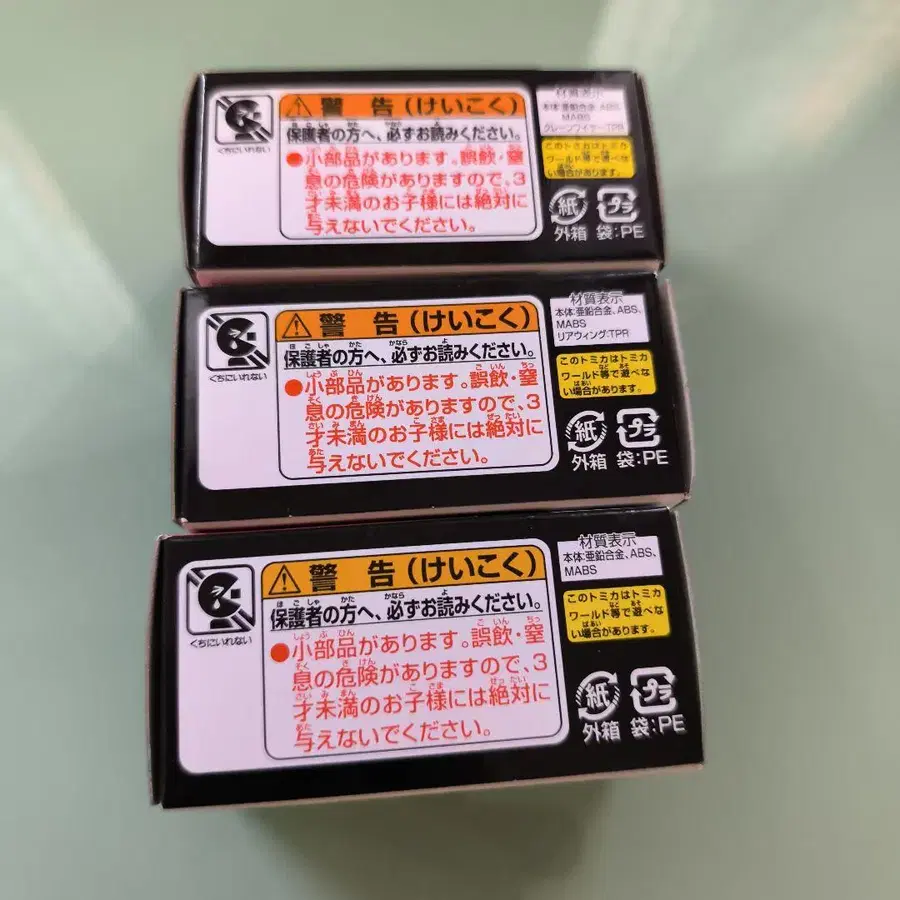 警告(けいこく)
保護者の方へ、必ずお読みください。
●小部品があります。誤飲・窒
息の危険がありますので、3
才未満のお子様には絶対に
与えないでください。
くちにいれない
材質表示
本体:亜鉛合金、ABS、
MABS
クレーンワイヤー:TPR
このトミカはトミカ
ワールド等で遊べな
い場合があります。
紙 プラ
外箱 袋:PE
警告(けいこく)
保護者の方へ、必ずお読みください。
●小部品があります。誤飲・窒
息の危険がありますので、3
才未満のお子様には絶対に
与えないでください。
くちにいれない
材質表示
本体:亜鉛合金、ABS、
MABS
リアウィング:TPR
このトミカはトミカ
ワールド等で遊べな
い場合があります。
紙 プラ
外箱 袋:PE
警告(けいこく)
保護者の方へ、必ずお読みください。
●小部品があります。誤飲・窒
息の危険がありますので、3
才未満のお子様には絶対に
与えないでください。
くちにいれない
材質表示
本体:亜鉛合金、ABS、
MABS
このトミカはトミカ
ワールド等で遊べな
い場合があります。
紙 プラ
外箱 袋:PE